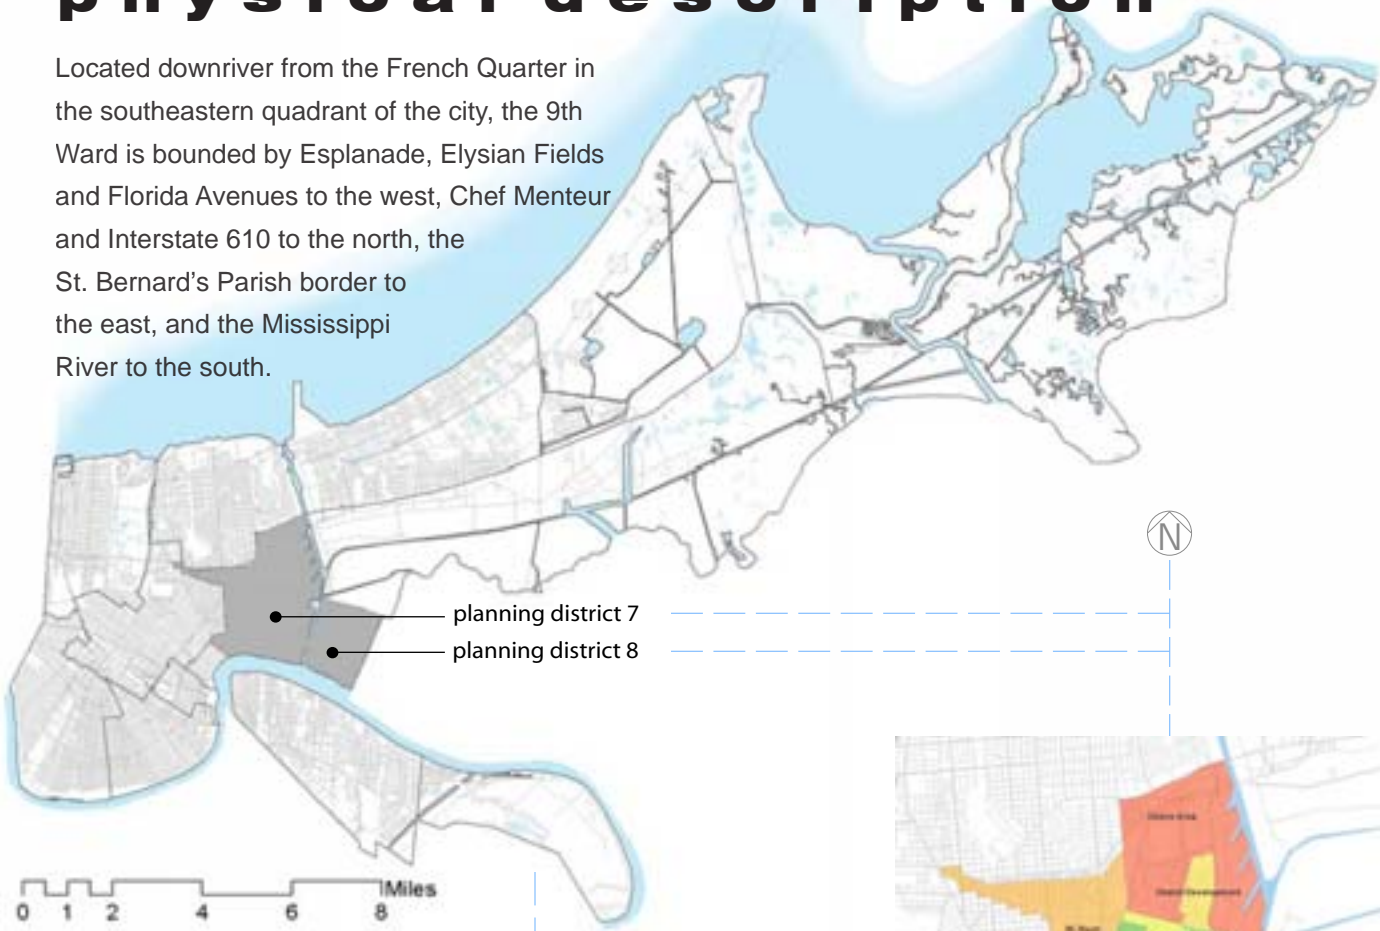 physical description
Located downriver from the French Quarter in
the southeastern quadrant of the city, the 9th
Ward is bounded by Esplanade, Elysian Fields
and Florida Avenues to the west, Chef Menteur
and Interstate 610 to the north, the
St. Bernard’s Parish border to
the east, and the Mississippi
River to the south.
N
planning district 7
planning district 8
Miles
0 1 2 4 6 8